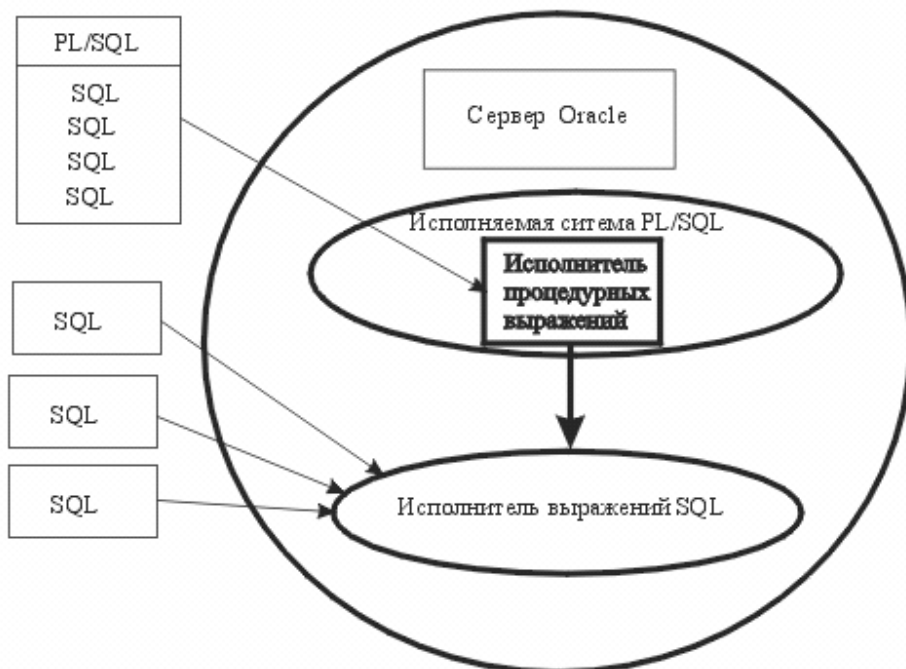 PL/SQL
SQL
SQL
SQL
SQL
Сервер Oracle
Исполняемая ситема PL/SQL
Исполнитель
процедурных
выражений
SQL
SQL
SQL
Исполнитель выражений SQL